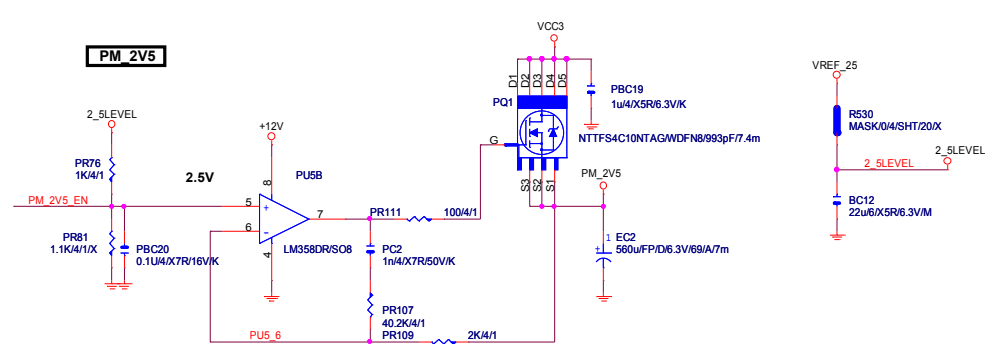 PM_2V5
VCC3
D1
D2
D3
D4
D5
PBC19
1u/4/X5R/6.3V/K
PQ1
G
NTTFS4C10NTAG/WDFN8/993pF/7.4m
S3
S2
S1
2_5LEVEL
+12V
PR76
1K/4/1
2.5V
PU5B
PM_2V5_EN
5
+
8
7
6
-
4
LM358DR/SO8
PR81
1.1K/4/1/X
PBC20
0.1U/4/X7R/16V/K
PR111
100/4/1
PC2
1n/4/X7R/50V/K
PR107
40.2K/4/1
PR109
2K/4/1
PU5_6
PM_2V5
1
+
EC2
560u/FP/D/6.3V/69/A/7m
VREF_25
R530
MASK/0/4/SHT/20/X
2_5LEVEL
2_5LEVEL
BC12
22u/6/X5R/6.3V/M